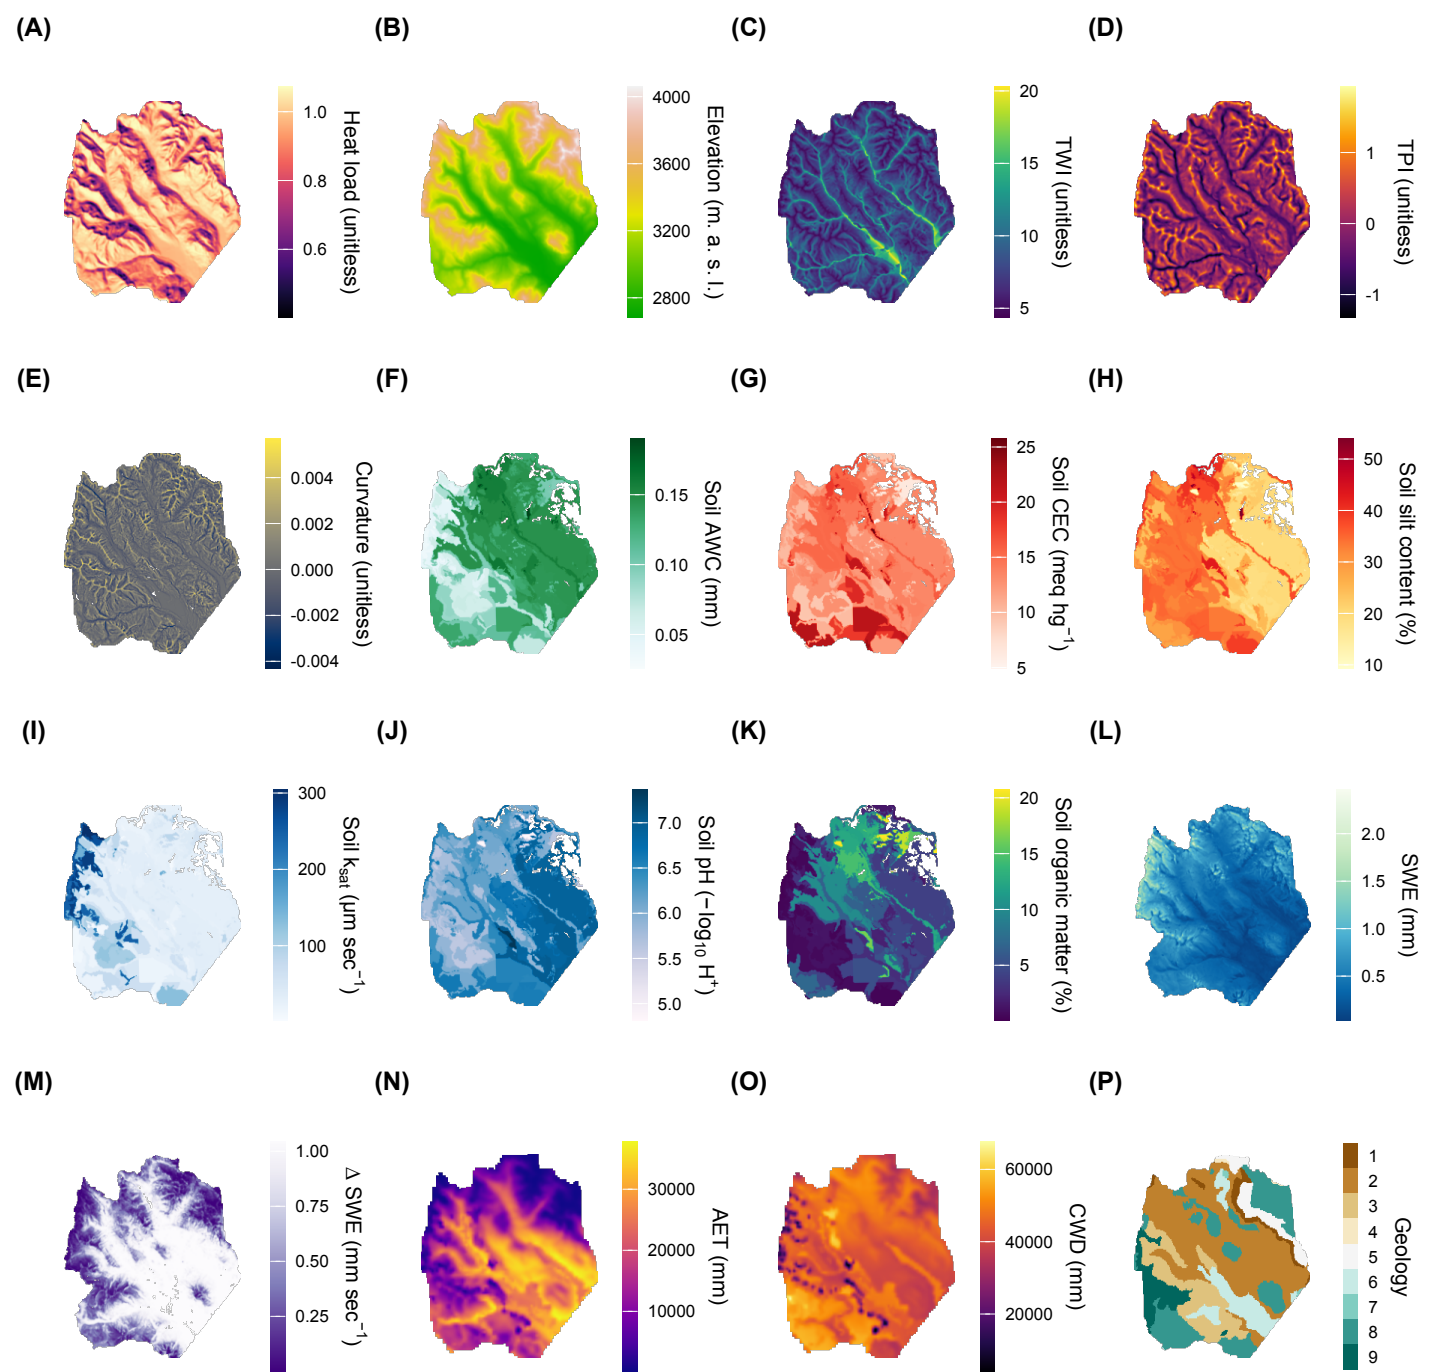 (A)
(B)
(C)
(D)
1.0
0.8
0.6
Heat load (unitless)
4000
3600
3200
2800
Elevation (m. a. s. l.)
20
15
10
5
TWI (unitless)
1
0
-1
TPI (unitless)
(E)
(F)
(G)
(H)
0.004
0.002
0.000
-0.002
-0.004
Curvature (unitless)
0.15
0.10
0.05
Soil AWC (mm)
25
20
15
10
5
Soil CEC (meq hg⁻¹)
50
40
30
20
10
Soil silt content (%)
(I)
(J)
(K)
(L)
300
200
100
Soil kₛₐₜ (μm sec⁻¹)
7.0
6.5
6.0
5.5
5.0
Soil pH (−log₁₀ H⁺)
20
15
10
5
Soil organic matter (%)
2.0
1.5
1.0
0.5
SWE (mm)
(M)
(N)
(O)
(P)
1.00
0.75
0.50
0.25
Δ SWE (mm sec⁻¹)
30000
20000
10000
AET (mm)
60000
40000
20000
CWD (mm)
1
2
3
4
5
6
7
8
9
Geology